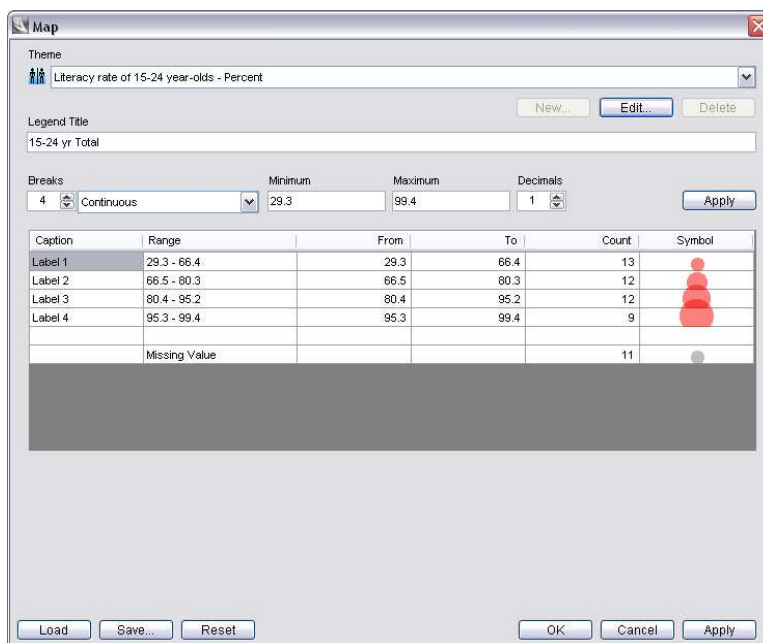 Map
Theme
Literacy rate of 15-24 year-olds - Percent
New... Edit... Delete
Legend Title
15-24 yr Total
Breaks Minimum Maximum Decimals
4 Continuous 29.3 99.4 1 Apply
Caption Range From To Count Symbol
Label 1 29.3 - 66.4 29.3 66.4 13
Label 2 66.5 - 80.3 66.5 80.3 12
Label 3 80.4 - 95.2 80.4 95.2 12
Label 4 95.3 - 99.4 95.3 99.4 9
Missing Value 11
Load Save... Reset OK Cancel Apply